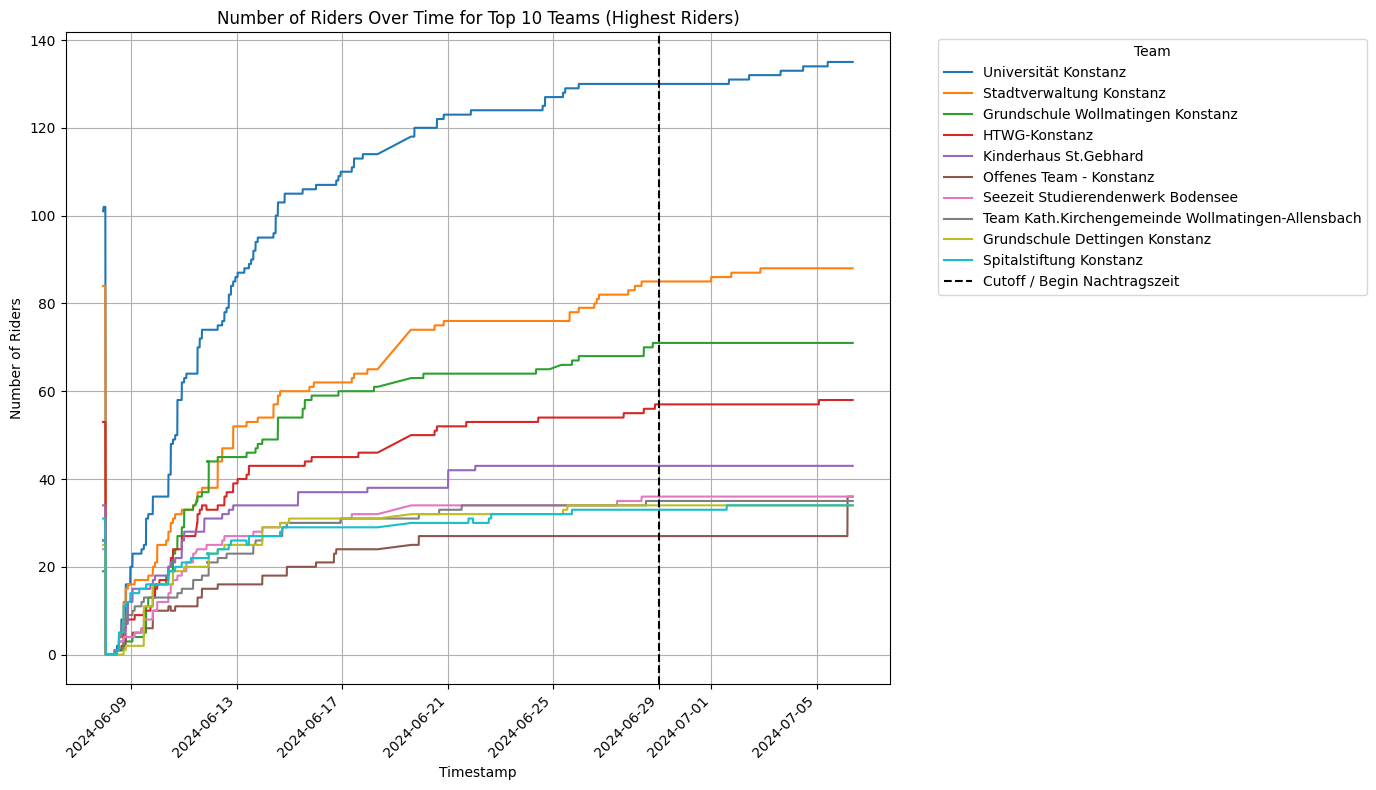 Number of Riders Over Time for Top 10 Teams (Highest Riders)
140
120
100
80
60
40
20
0
Number of Riders
2024-06-09
2024-06-13
2024-06-17
2024-06-21
2024-06-25
2024-06-29
2024-07-01
2024-07-05
Timestamp
Team
Universität Konstanz
Stadtverwaltung Konstanz
Grundschule Wollmatingen Konstanz
HTWG-Konstanz
Kinderhaus St.Gebhard
Offenes Team - Konstanz
Seezeit Studierendenwerk Bodensee
Team Kath.Kirchengemeinde Wollmatingen-Allensbach
Grundschule Dettingen Konstanz
Spitalstiftung Konstanz
Cutoff / Begin Nachtragszeit